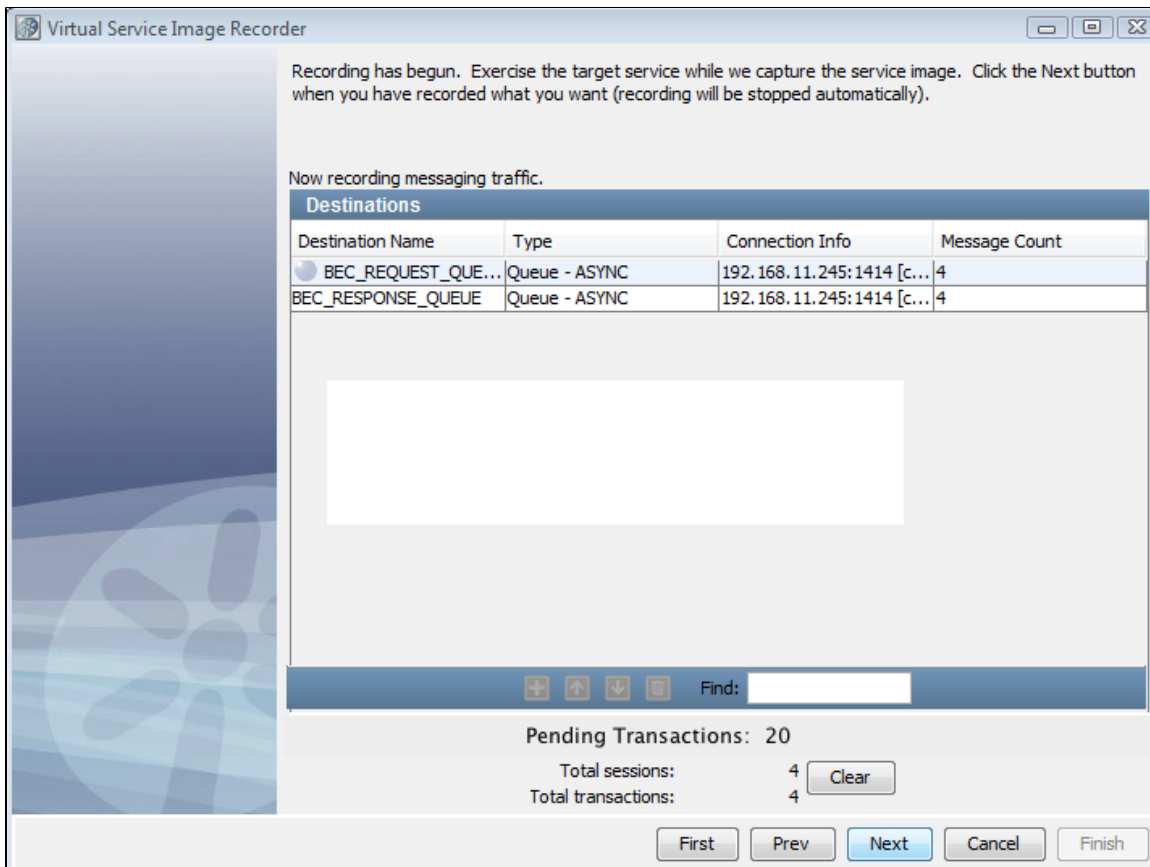 Virtual Service Image Recorder
Recording has begun. Exercise the target service while we capture the service image. Click the Next button
when you have recorded what you want (recording will be stopped automatically).
Now recording messaging traffic.
Destinations
Destination Name Type Connection Info Message Count
BEC_REQUEST_QUE... Queue - ASYNC 192.168.11.245:1414 [c... 4
BEC_RESPONSE_QUEUE Queue - ASYNC 192.168.11.245:1414 [c... 4
Find:
Pending Transactions: 20
Total sessions: 4 Clear
Total transactions: 4
First Prev Next Cancel Finish